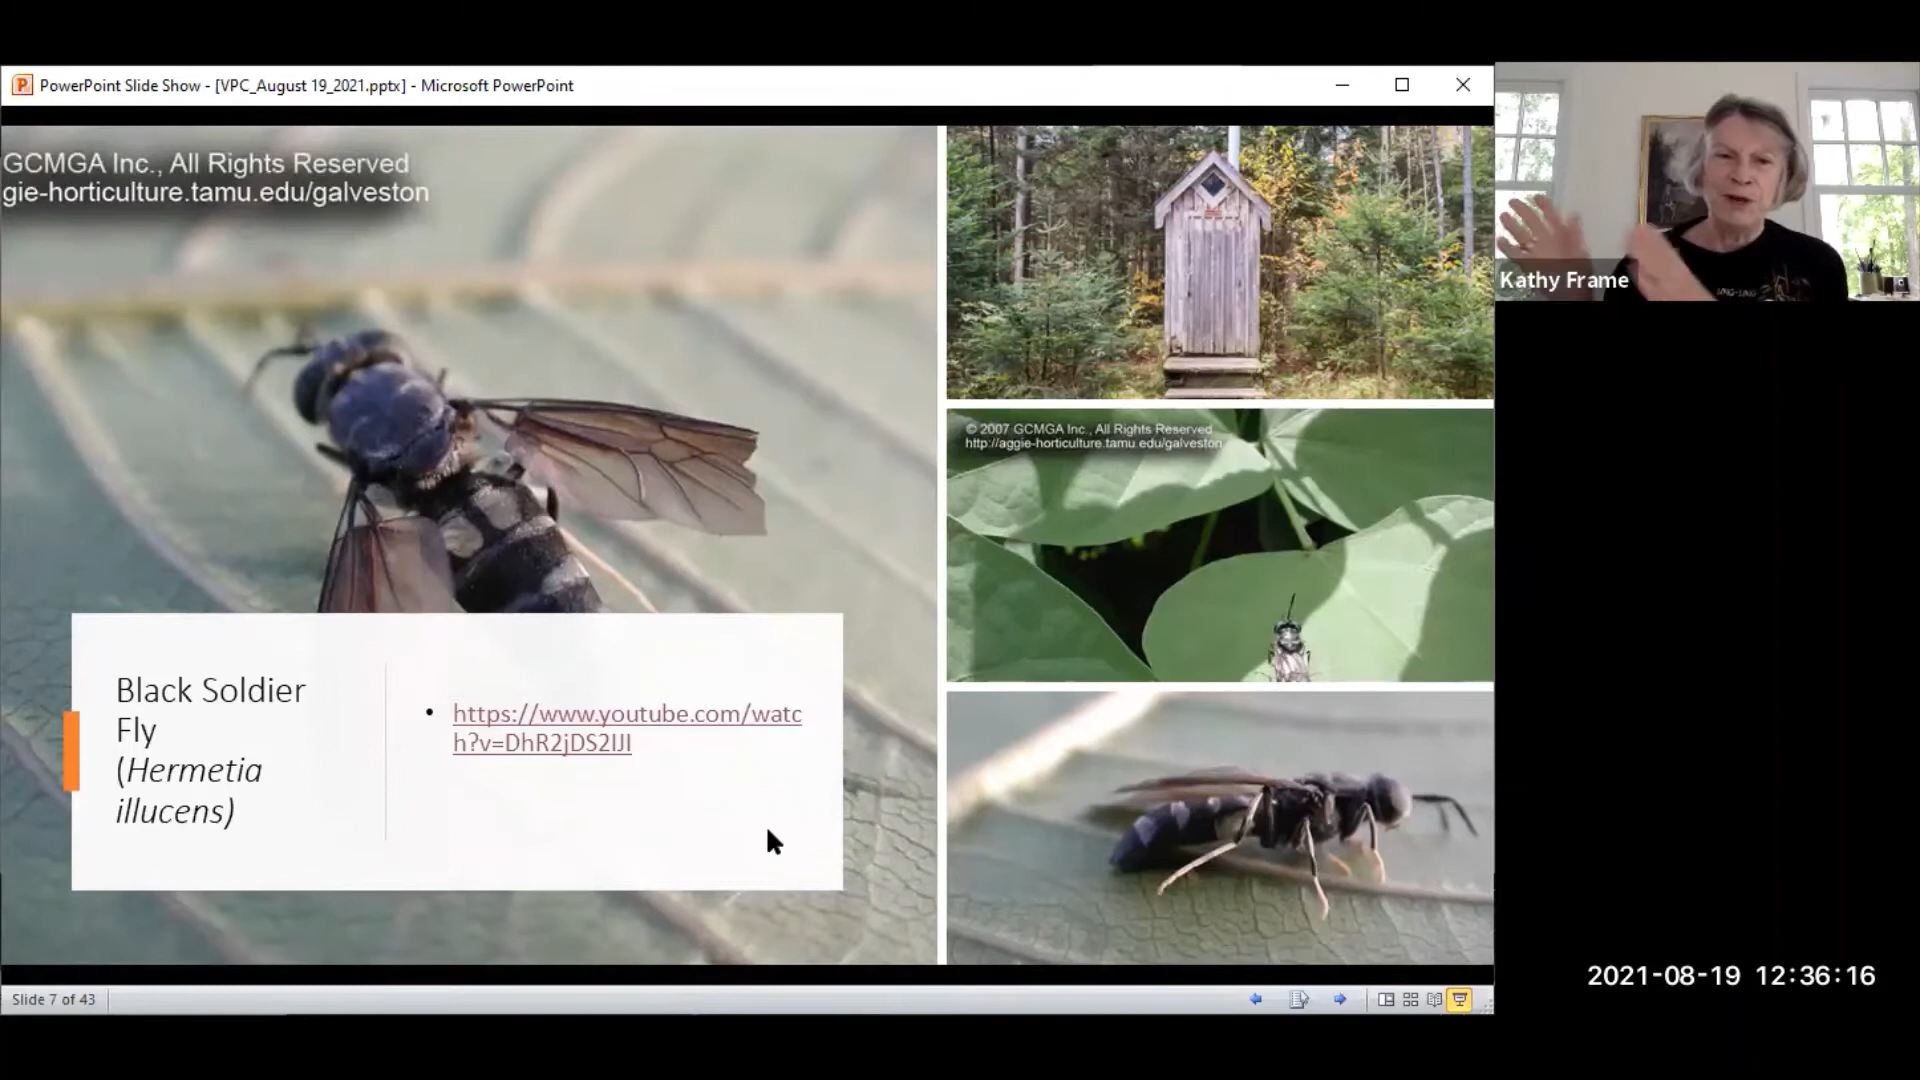 PowerPoint Slide Show - [VPC_August 19_2021.pptx] - Microsoft PowerPoint
GCMGA Inc., All Rights Reserved
gie-horticulture.tamu.edu/galveston
© 2007 GCMGA Inc., All Rights Reserved
http://aggie-horticulture.tamu.edu/galveston
Kathy Frame
Black Soldier
Fly
(Hermetia
illucens)
• https://www.youtube.com/watc
h?v=DhR2jDS2IJI
2021-08-19 12:36:16
Slide 7 of 43